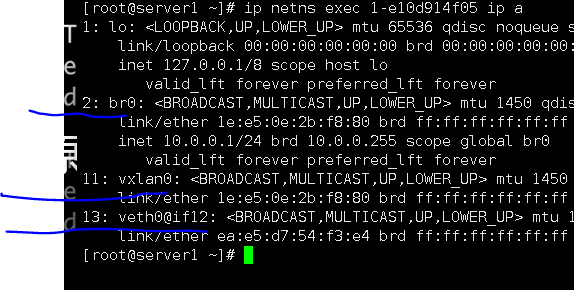 [root@server1 ~]# ip netns exec 1-e10d914f05 ip a
1: lo: <LOOPBACK,UP,LOWER_UP> mtu 65536 qdisc noqueue s
link/loopback 00:00:00:00:00:00 brd 00:00:00:00:00:00
inet 127.0.0.1/8 scope host lo
valid_lft forever preferred_lft forever
2: br0: <BROADCAST,MULTICAST,UP,LOWER_UP> mtu 1450 qdis
link/ether 1e:e5:0e:2b:f8:80 brd ff:ff:ff:ff:ff:ff
inet 10.0.0.1/24 brd 10.0.0.255 scope global br0
valid_lft forever preferred_lft forever
11: vxlan0: <BROADCAST,MULTICAST,UP,LOWER_UP> mtu 1450
link/ether 1e:e5:0e:2b:f8:80 brd ff:ff:ff:ff:ff:ff
13: veth0@if12: <BROADCAST,MULTICAST,UP,LOWER_UP> mtu 1
link/ether ea:e5:d7:54:f3:e4 brd ff:ff:ff:ff:ff:ff
[root@server1 ~]#
T
e
d
源
e
d